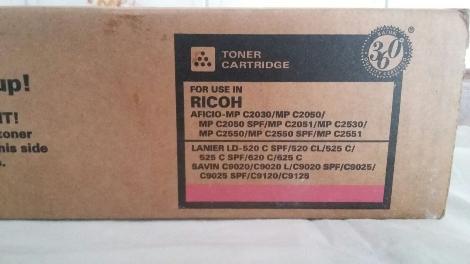 up!
T!
toner
this side
s.
TONER
CARTRIDGE
360°
FOR USE IN
RICOH
AFICIO-MP C2030/MP C2050/
MP C2050 SPF/MP C2051/MP C2530/
MP C2550/MP C2550 SPF/MP C2551
LANIER LD-520 C SPF/520 CL/525 C/
525 C SPF/620 C/625 C
SAVIN C9020/C9020 L/C9020 SPF/C9025/
C9025 SPF/C9120/C9125